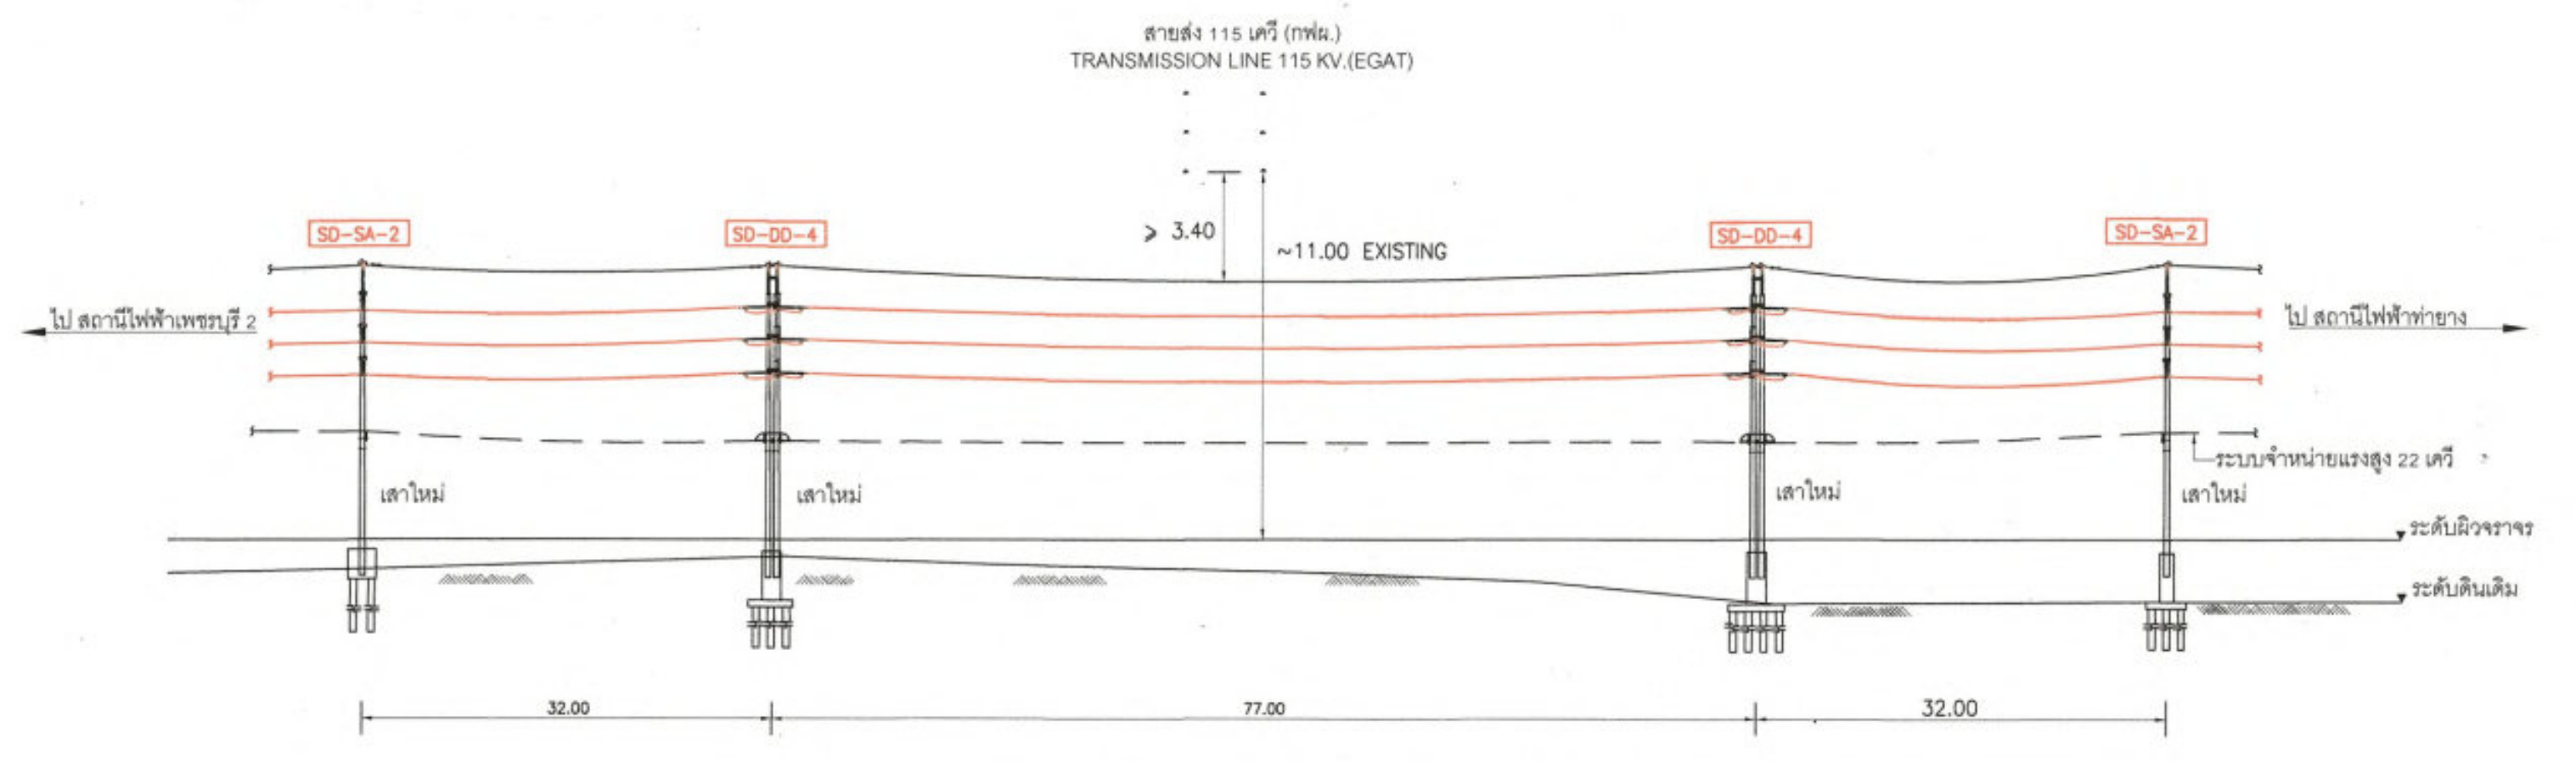 สายส่ง 115 เควี (กฟผ.)
TRANSMISSION LINE 115 KV.(EGAT)
SD-SA-2
SD-DD-4
SD-DD-4
SD-SA-2
> 3.40
~11.00 EXISTING
ไป สถานีไฟฟ้าเพชรบุรี 2
ไป สถานีไฟฟ้าท่ายาง
ระบบจำหน่ายแรงสูง 22 เควี
เสาใหม่
เสาใหม่
เสาใหม่
เสาใหม่
ระดับผิวจราจร
ระดับดินเดิม
32.00
77.00
32.00